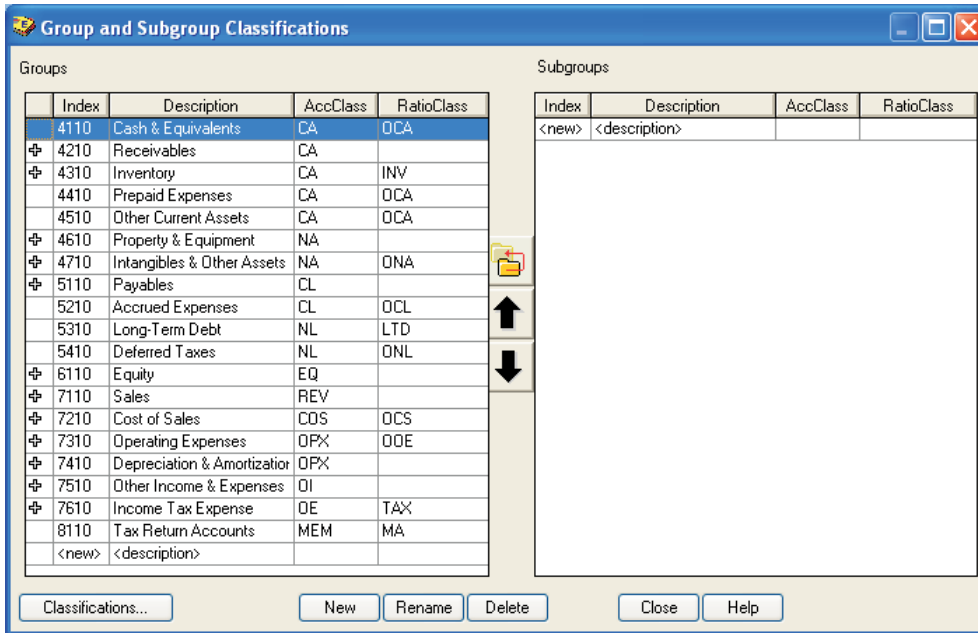 Group and Subgroup Classifications
Groups
Subgroups
Index Description AccClass RatioClass
Index Description AccClass RatioClass
4110 Cash & Equivalents CA OCA
<new> <description>
4210 Receivables CA
4310 Inventory CA INV
4410 Prepaid Expenses CA OCA
4510 Other Current Assets CA OCA
4610 Property & Equipment NA
4710 Intangibles & Other Assets NA ONA
5110 Payables CL
5210 Accrued Expenses CL OCL
5310 Long-Term Debt NL LTD
5410 Deferred Taxes NL ONL
6110 Equity EQ
7110 Sales REV
7210 Cost of Sales COS OCS
7310 Operating Expenses OPX OOE
7410 Depreciation & Amortization OPX
7510 Other Income & Expenses OI
7610 Income Tax Expense OE TAX
8110 Tax Return Accounts MEM MA
<new> <description>
Classifications... New Rename Delete Close Help